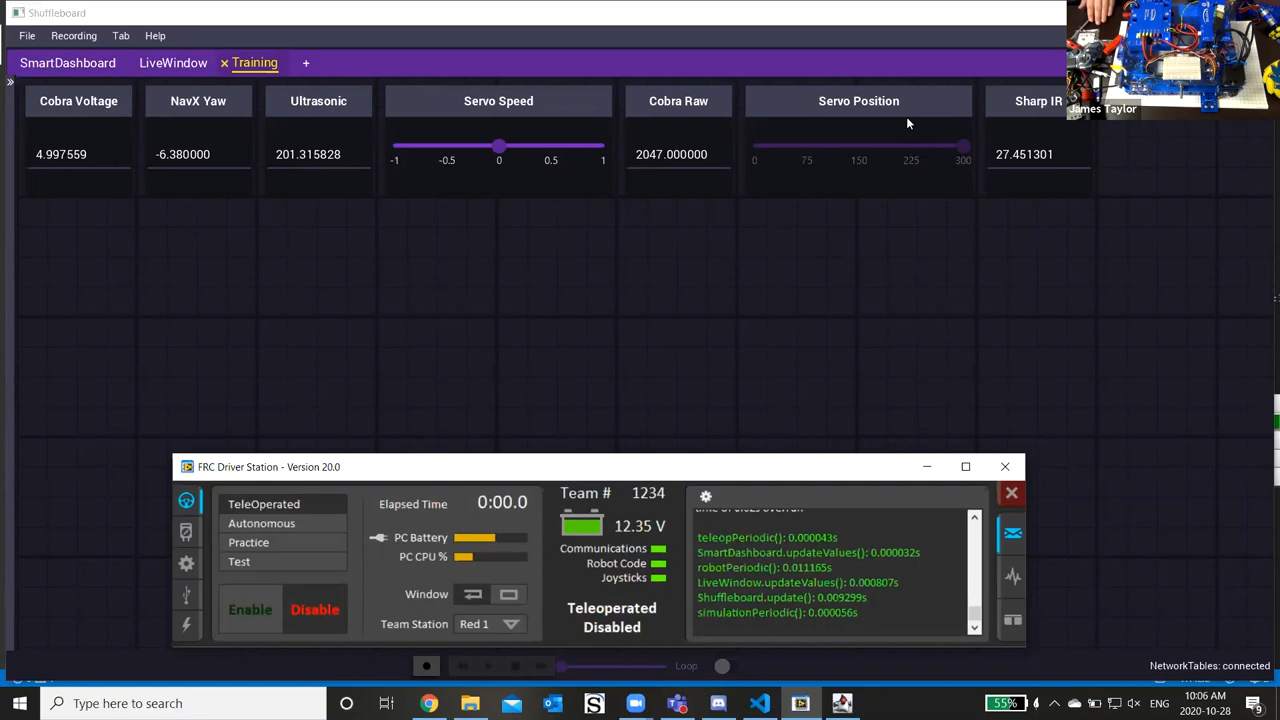 Shuffleboard
File Recording Tab Help
SmartDashboard LiveWindow × Training +
»
Cobra Voltage NavX Yaw Ultrasonic Servo Speed Cobra Raw Servo Position Sharp IR
4.997559 -6.380000 201.315828 2047.000000 27.451301
-1 -0.5 0 0.5 1 0 75 150 225 300
James Taylor
FRC Driver Station - Version 20.0
TeleOperated
Autonomous
Practice
Test
Enable Disable
Elapsed Time 0:00.0
PC Battery
PC CPU %
Window
Team Station Red 1
Team # 1234
12.35 V
Communications
Robot Code
Joysticks
Teleoperated
Disabled
teleopPeriodic(): 0.000043s
SmartDashboard.updateValues(): 0.000032s
robotPeriodic(): 0.011165s
LiveWindow.updateValues(): 0.000807s
Shuffleboard.update(): 0.009299s
simulationPeriodic(): 0.000056s
Loop
NetworkTables: connected
Type here to search
55%
ENG
10:06 AM
2020-10-28
9